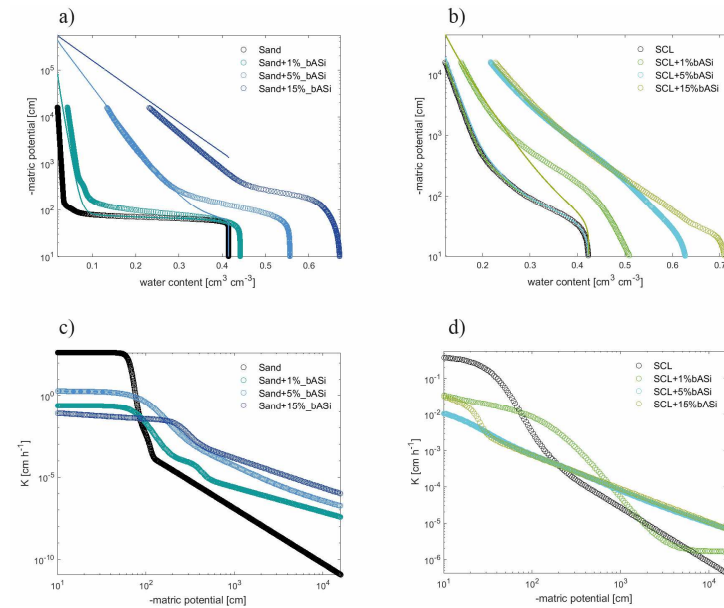 a)
Sand
Sand+1%_bASi
Sand+5%_bASi
Sand+15%_bASi
10^5
10^4
10^3
10^2
10^1
0.1 0.2 0.3 0.4 0.5 0.6
-matric potential [cm]
water content [cm³ cm⁻³]
b)
SCL
SCL+1%bASi
SCL+5%bASi
SCL+15%bASi
10^4
10^3
10^2
10^1
0.2 0.3 0.4 0.5 0.6 0.7
-matric potential [cm]
water content [cm³ cm⁻³]
c)
Sand
Sand+1%_bASi
Sand+5%_bASi
Sand+15%_bASi
10^0
10^-5
10^-10
10^1 10^2 10^3 10^4
K [cm h⁻¹]
-matric potential [cm]
d)
SCL
SCL+1%bASi
SCL+5%bASi
SCL+15%bASi
10^-1
10^-2
10^-3
10^-4
10^-5
10^-6
10^1 10^2 10^3 10^4
K [cm h⁻¹]
-matric potential [cm]